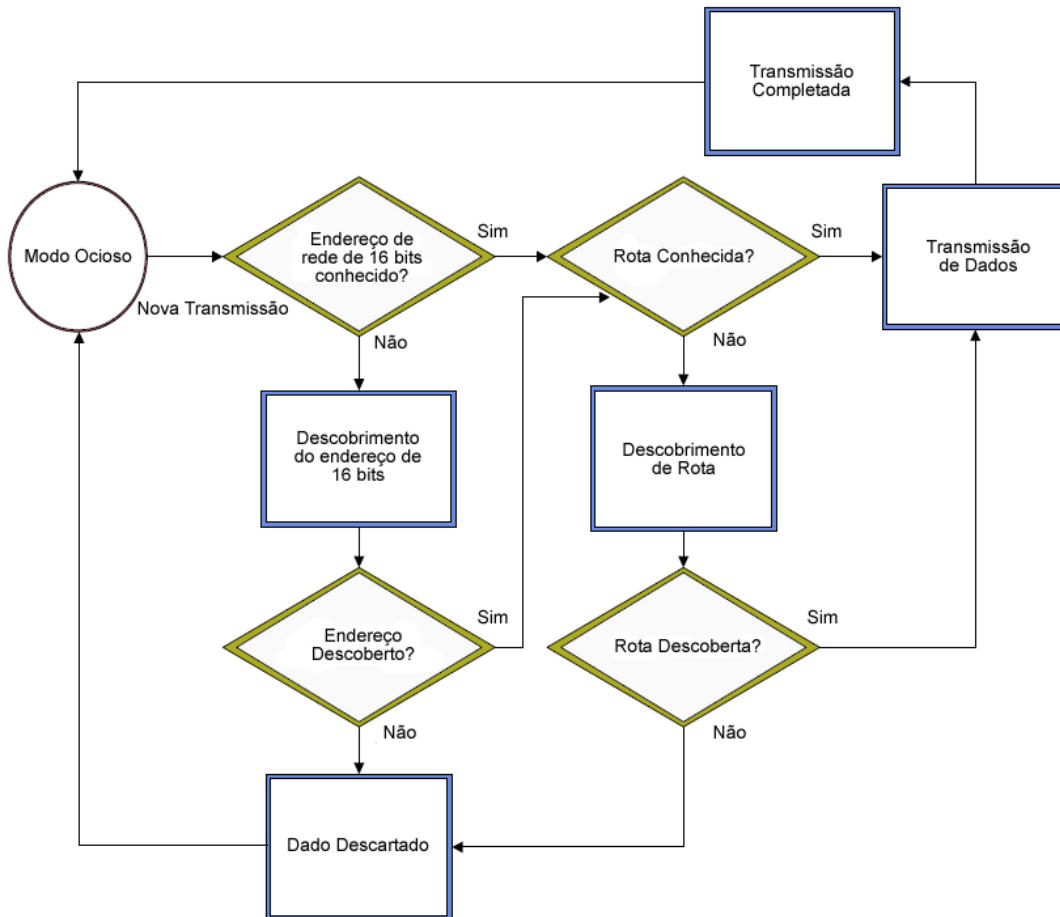 Transmissão
Completada
Modo Ocioso
Nova Transmissão
Endereço de
rede de 16 bits
conhecido?
Sim
Não
Rota Conhecida?
Sim
Não
Transmissão
de Dados
Descobrimento
do endereço de
16 bits
Descobrimento
de Rota
Endereço
Descoberto?
Sim
Não
Rota Descoberta?
Sim
Não
Dado Descartado